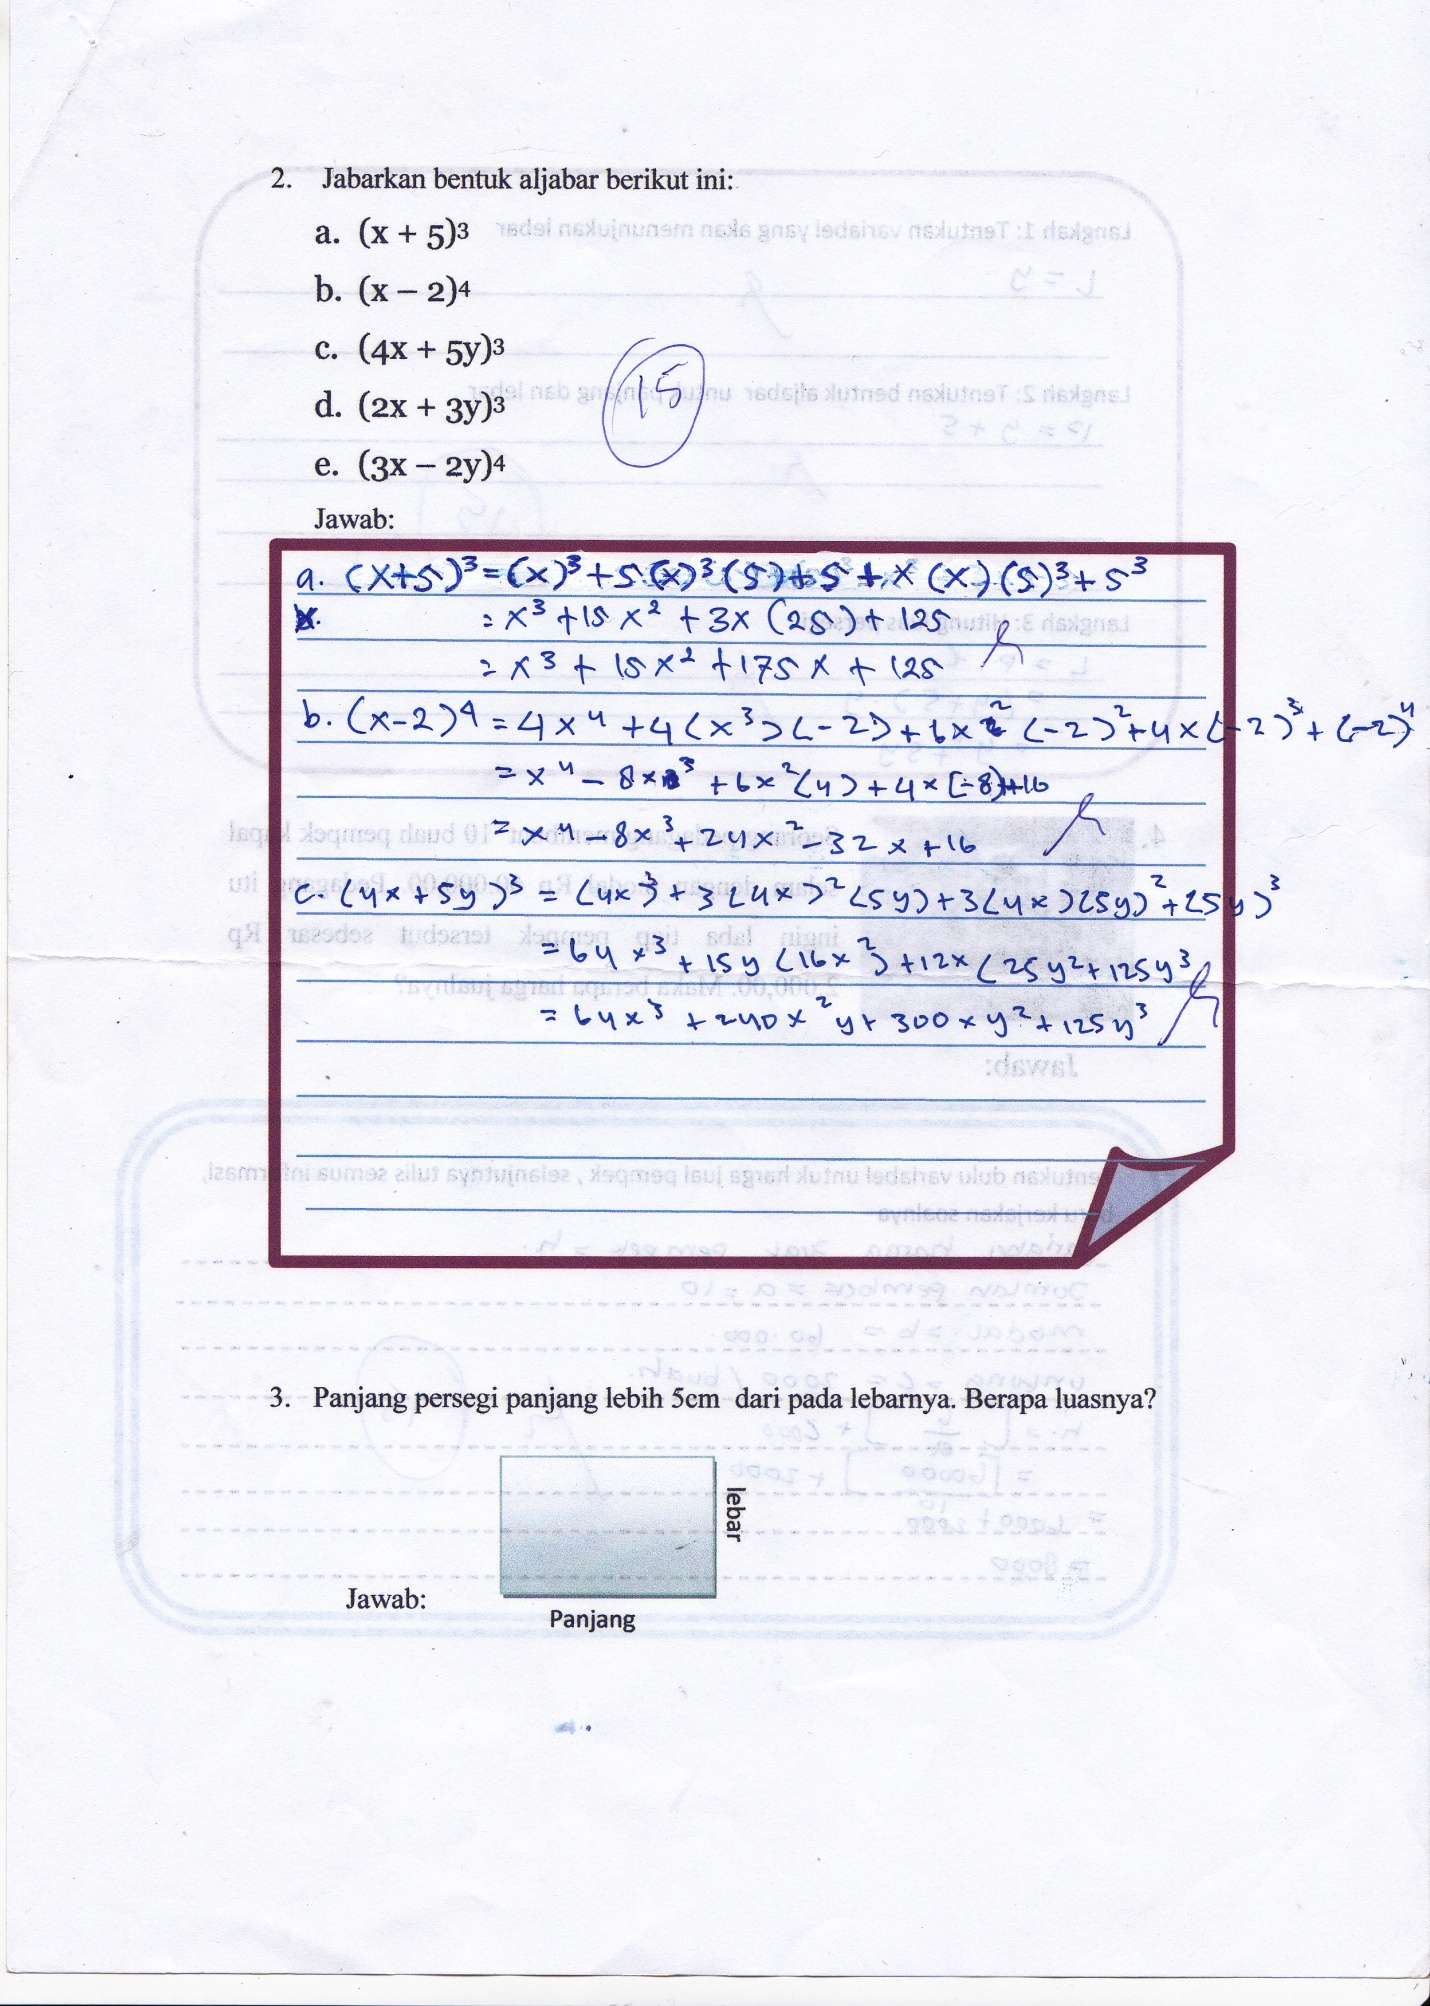 2. Jabarkan bentuk aljabar berikut ini:
a. (x + 5)3
b. (x – 2)4
c. (4x + 5y)3
d. (2x + 3y)3
e. (3x – 2y)4
15
Jawab:
a. (x+5)³ = (x)³ + 5 (x)³ (5) + 5 + x (x) (5)³ + 5³
= x³ + 15 x² + 3x (25) + 125
= x³ + 15 x² + 175 x + 125
b. (x-2)⁴ = 4x⁴ + 4(x³)(-2) + 6x² (-2)² + 4x(-2)³ + (-2)⁴
= x⁴ - 8x³ + 6x²(4) + 4x(-8) + 16
= x⁴ - 8x³ + 24x² - 32x + 16
c. (4x + 5y)³ = (4x)³ + 3(4x)²(5y) + 3(4x)(5y)² + (5y)³
= 64x³ + 15y (16x²) + 12x (25y² + 125y³
= 64x³ + 240x²y + 300xy² + 125y³
3. Panjang persegi panjang lebih 5cm dari pada lebarnya. Berapa luasnya?
lebar
Jawab:
Panjang